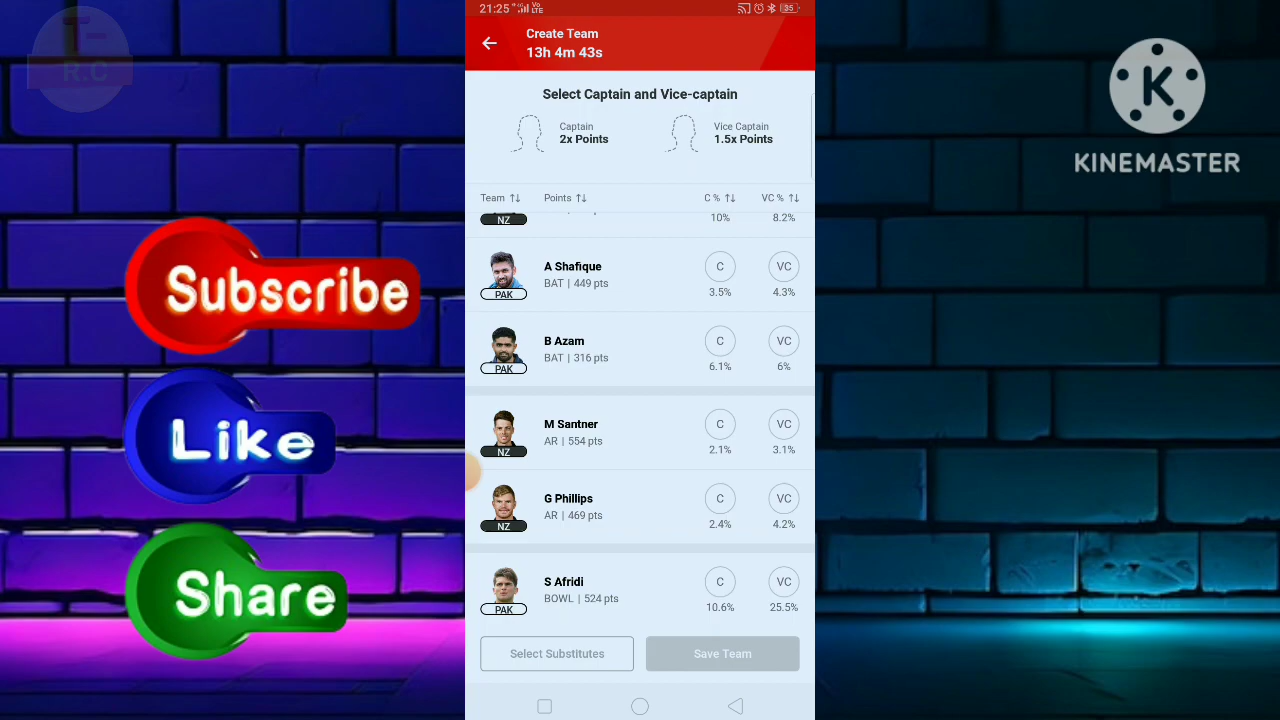 T=
R.C
Subscribe
Like
Share
21:25
VO
LTE
35
Create Team
13h 4m 43s
Select Captain and Vice-captain
Captain
2x Points
Vice Captain
1.5x Points
Team ↑↓ Points ↑↓ C % ↑↓ VC % ↑↓
NZ 10% 8.2%
A Shafique
BAT | 449 pts
PAK
C VC
3.5% 4.3%
B Azam
BAT | 316 pts
PAK
C VC
6.1% 6%
M Santner
AR | 554 pts
NZ
C VC
2.1% 3.1%
G Phillips
AR | 469 pts
NZ
C VC
2.4% 4.2%
S Afridi
BOWL | 524 pts
PAK
C VC
10.6% 25.5%
Select Substitutes Save Team
K
KINEMASTER